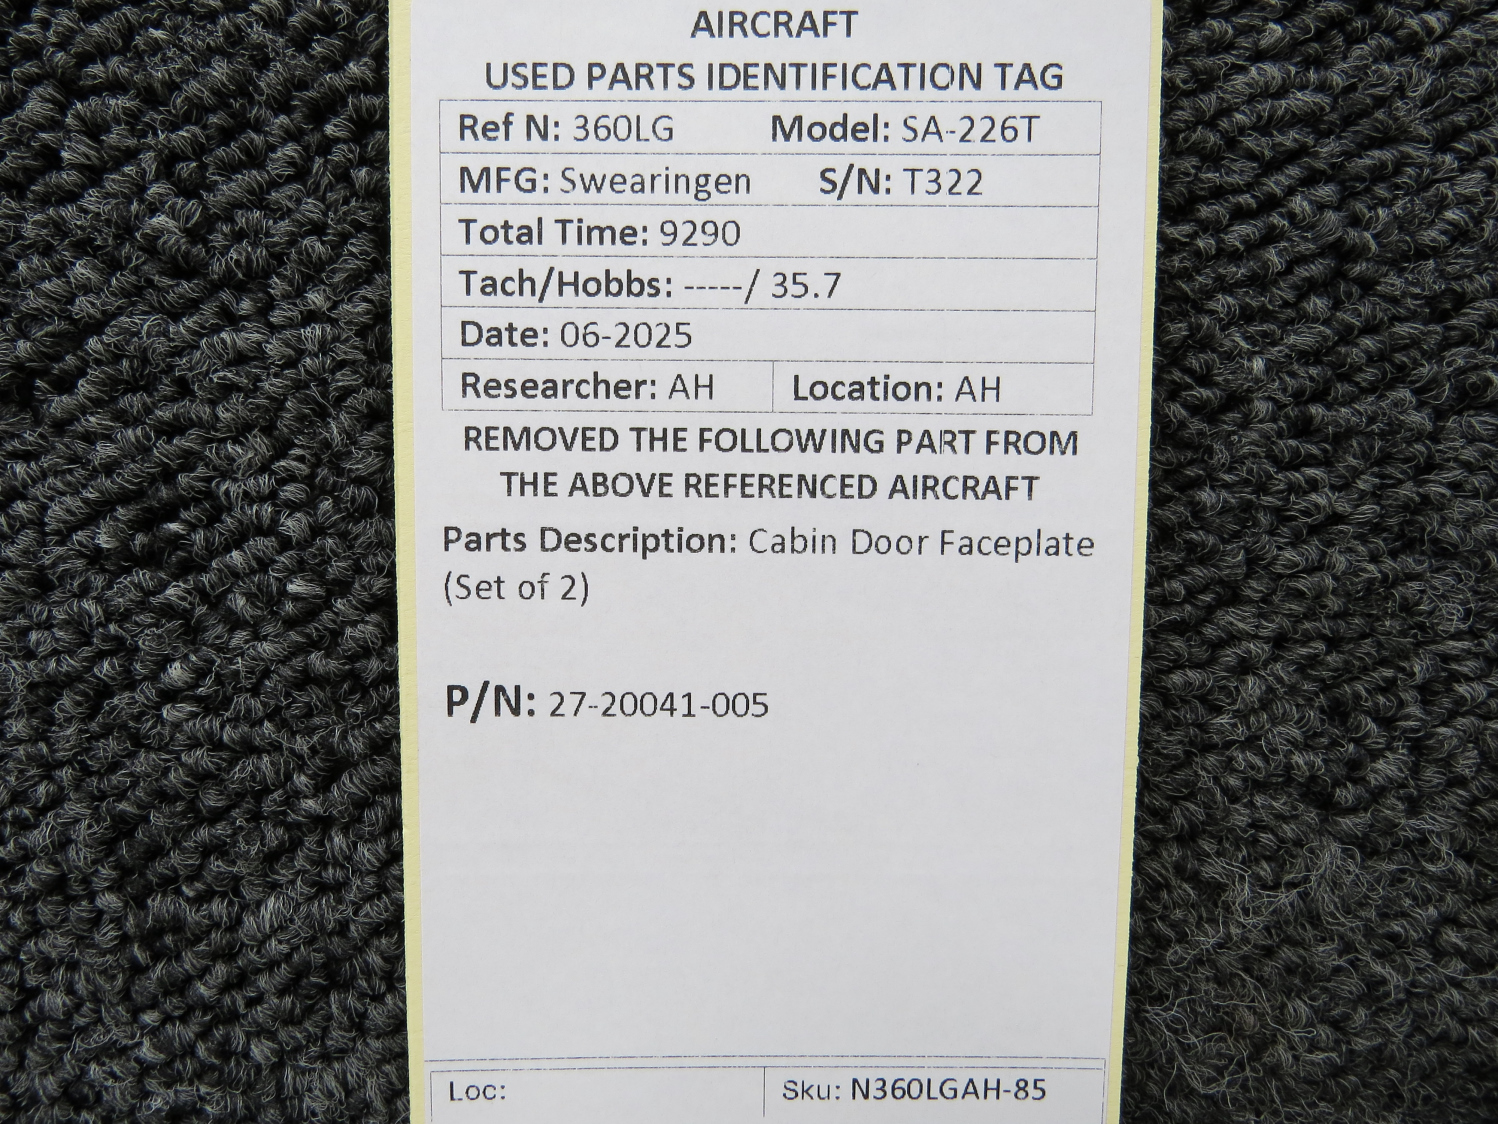 AIRCRAFT
USED PARTS IDENTIFICATION TAG
Ref N: 360LG Model: SA-226T
MFG: Swearingen S/N: T322
Total Time: 9290
Tach/Hobbs: -----/ 35.7
Date: 06-2025
Researcher: AH Location: AH
REMOVED THE FOLLOWING PART FROM
THE ABOVE REFERENCED AIRCRAFT
Parts Description: Cabin Door Faceplate
(Set of 2)
P/N: 27-20041-005
Loc: Sku: N360LGAH-85